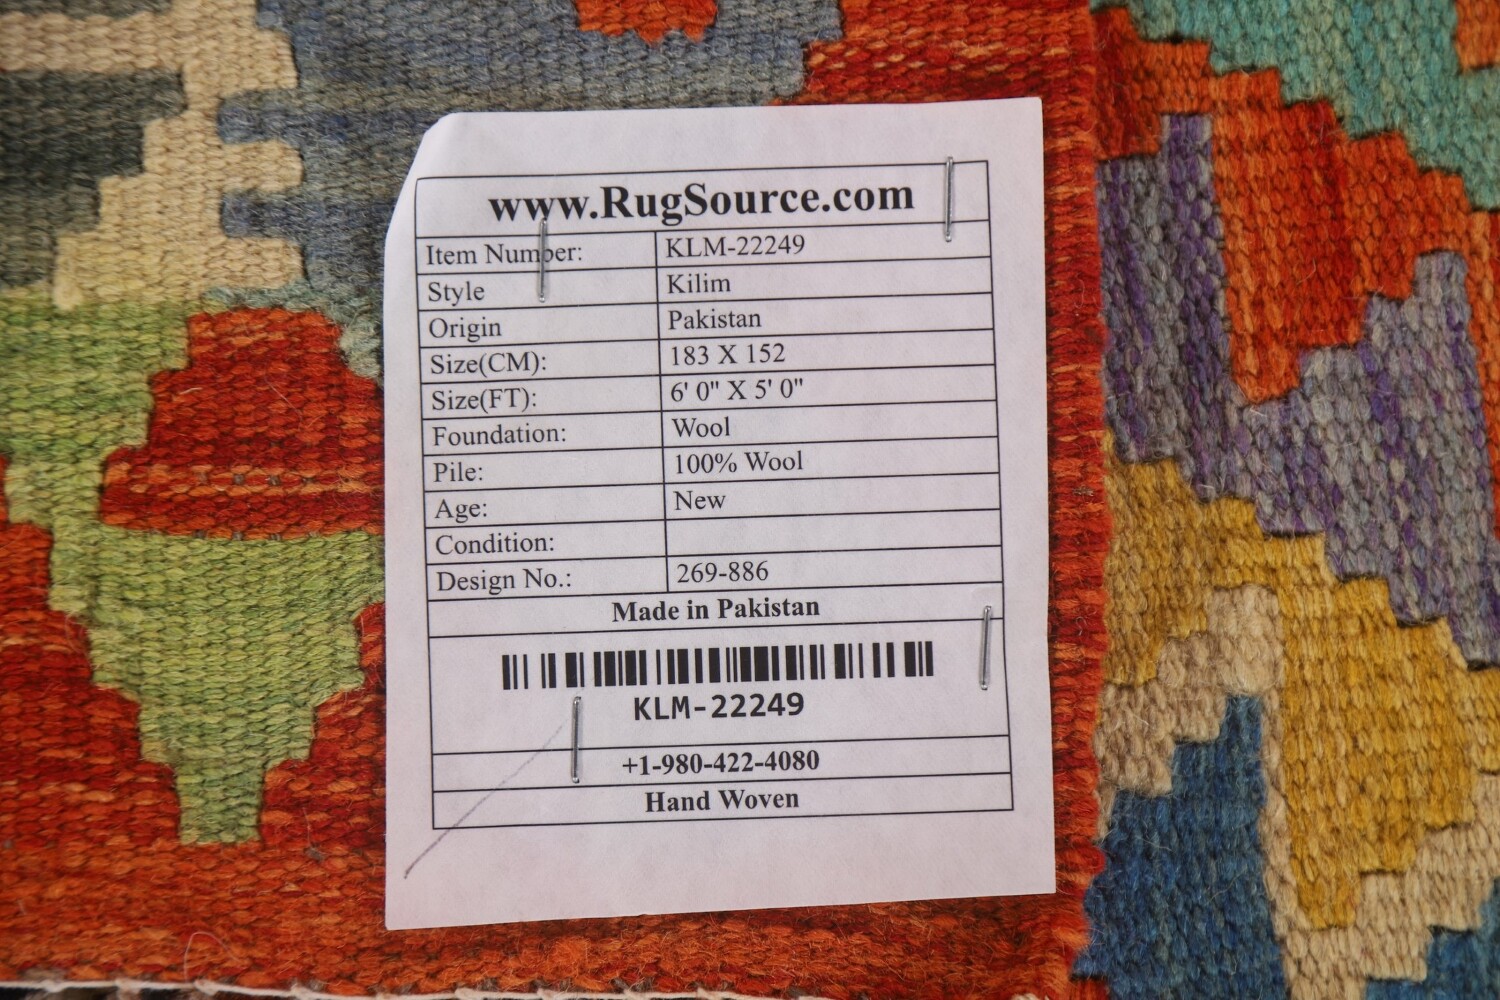 www.RugSource.com
Item Number: KLM-22249
Style Kilim
Origin Pakistan
Size(CM): 183 X 152
Size(FT): 6' 0" X 5' 0"
Foundation: Wool
Pile: 100% Wool
Age: New
Condition:
Design No.: 269-886
Made in Pakistan
KLM-22249
+1-980-422-4080
Hand Woven